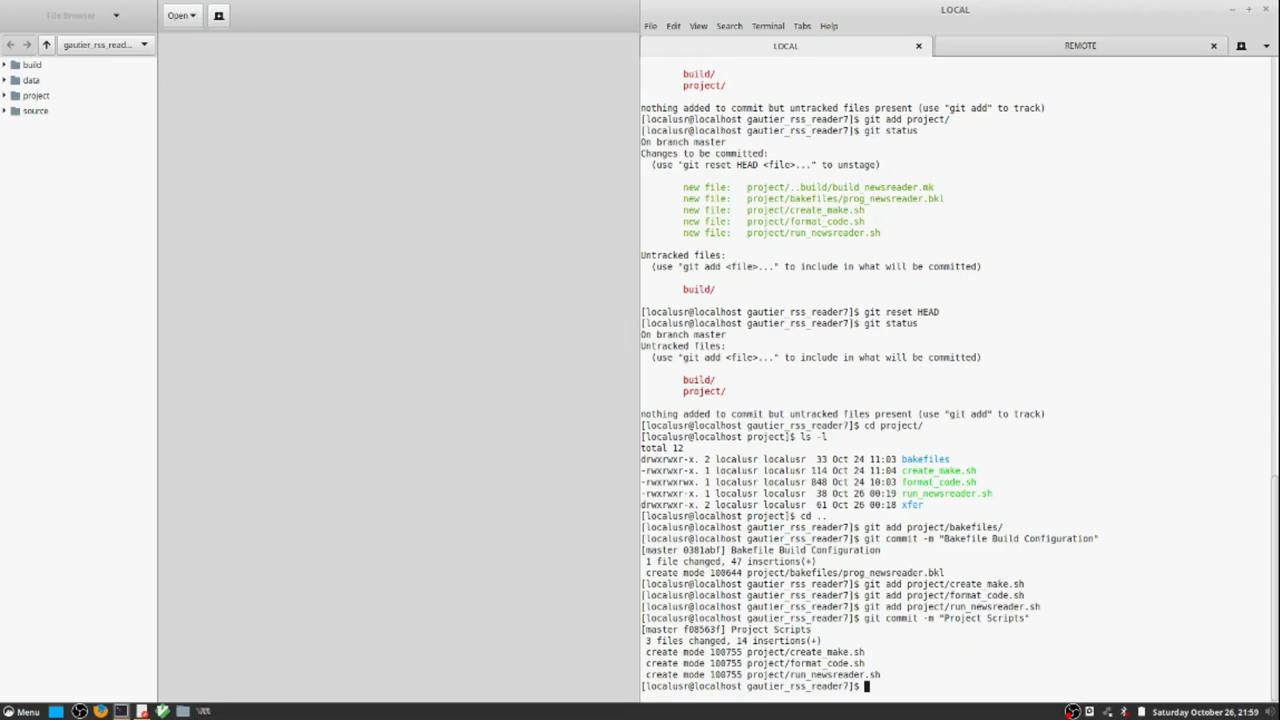 File Browser
gautier_rss_read...
build
data
project
source
Open
LOCAL
File Edit View Search Terminal Tabs Help
LOCAL
REMOTE
build/
project/
nothing added to commit but untracked files present (use "git add" to track)
[localusr@localhost gautier_rss_reader7]$ git add project/
[localusr@localhost gautier_rss_reader7]$ git status
On branch master
Changes to be committed:
(use "git reset HEAD <file>..." to unstage)
new file: project/..build/build_newsreader.mk
new file: project/bakefiles/prog_newsreader.bkl
new file: project/create_make.sh
new file: project/format_code.sh
new file: project/run_newsreader.sh
Untracked files:
(use "git add <file>..." to include in what will be committed)
build/
[localusr@localhost gautier_rss_reader7]$ git reset HEAD
[localusr@localhost gautier_rss_reader7]$ git status
On branch master
Untracked files:
(use "git add <file>..." to include in what will be committed)
build/
project/
nothing added to commit but untracked files present (use "git add" to track)
[localusr@localhost gautier_rss_reader7]$ cd project/
[localusr@localhost project]$ ls -l
total 12
drwxrwxr-x. 2 localusr localusr 33 Oct 24 11:03 bakefiles
-rwxrwxr-x. 1 localusr localusr 114 Oct 24 11:04 create_make.sh
-rwxrwxrwx. 1 localusr localusr 848 Oct 24 10:03 format_code.sh
-rwxrwxr-x. 1 localusr localusr 38 Oct 26 00:19 run_newsreader.sh
drwxrwxr-x. 2 localusr localusr 61 Oct 26 00:18 xfer
[localusr@localhost project]$ cd ..
[localusr@localhost gautier_rss_reader7]$ git add project/bakefiles/
[localusr@localhost gautier_rss_reader7]$ git commit -m "Bakefile Build Configuration"
[master 0381abf] Bakefile Build Configuration
1 file changed, 47 insertions(+)
create mode 100644 project/bakefiles/prog_newsreader.bkl
[localusr@localhost gautier_rss_reader7]$ git add project/create_make.sh
[localusr@localhost gautier_rss_reader7]$ git add project/format_code.sh
[localusr@localhost gautier_rss_reader7]$ git add project/run_newsreader.sh
[localusr@localhost gautier_rss_reader7]$ git commit -m "Project Scripts"
[master f08563f] Project Scripts
3 files changed, 14 insertions(+)
create mode 100755 project/create_make.sh
create mode 100755 project/format_code.sh
create mode 100755 project/run_newsreader.sh
[localusr@localhost gautier_rss_reader7]$
Menu
Saturday October 26, 21:59